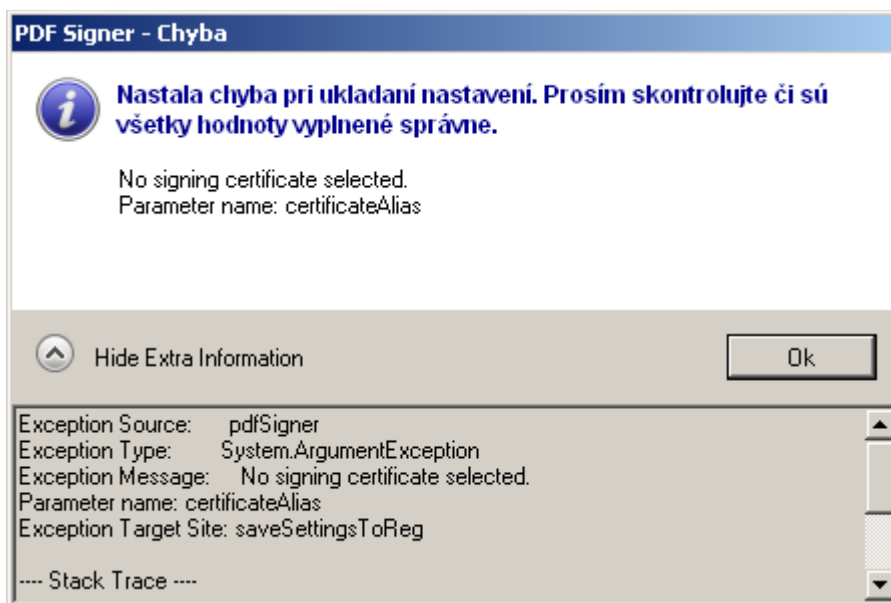 PDF Signer - Chyba
Nastala chyba pri ukladaní nastavení. Prosím skontrolujte či sú
všetky hodnoty vyplnené správne.
No signing certificate selected.
Parameter name: certificateAlias
Hide Extra Information
Ok
Exception Source: pdfSigner
Exception Type: System.ArgumentException
Exception Message: No signing certificate selected.
Parameter name: certificateAlias
Exception Target Site: saveSettingsToReg
---- Stack Trace ----